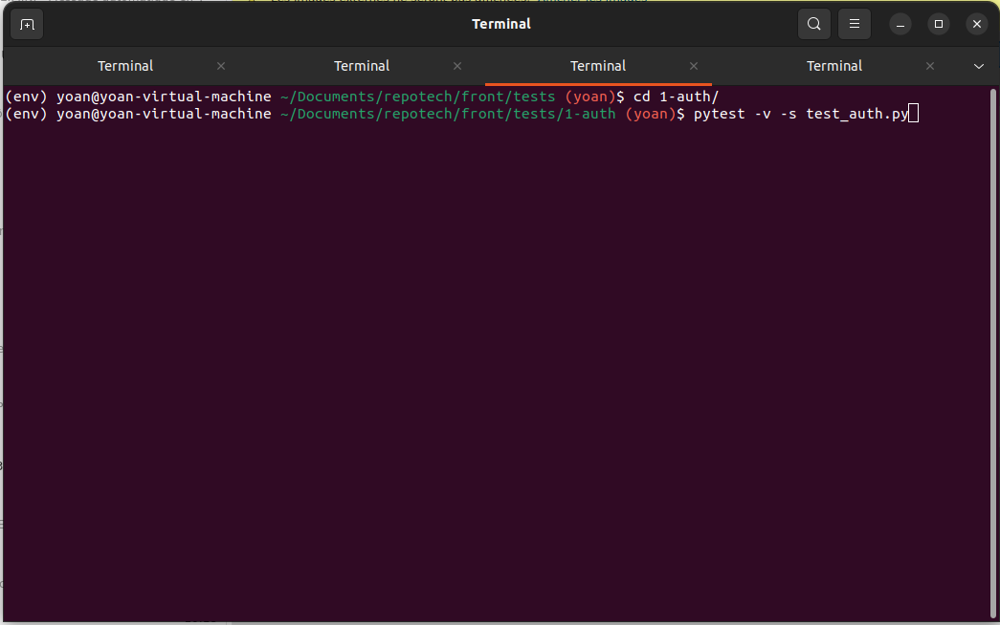 Terminal
Terminal Terminal Terminal Terminal
(env) yoan@yoan-virtual-machine ~/Documents/repotech/front/tests (yoan)$ cd 1-auth/
(env) yoan@yoan-virtual-machine ~/Documents/repotech/front/tests/1-auth (yoan)$ pytest -v -s test_auth.py